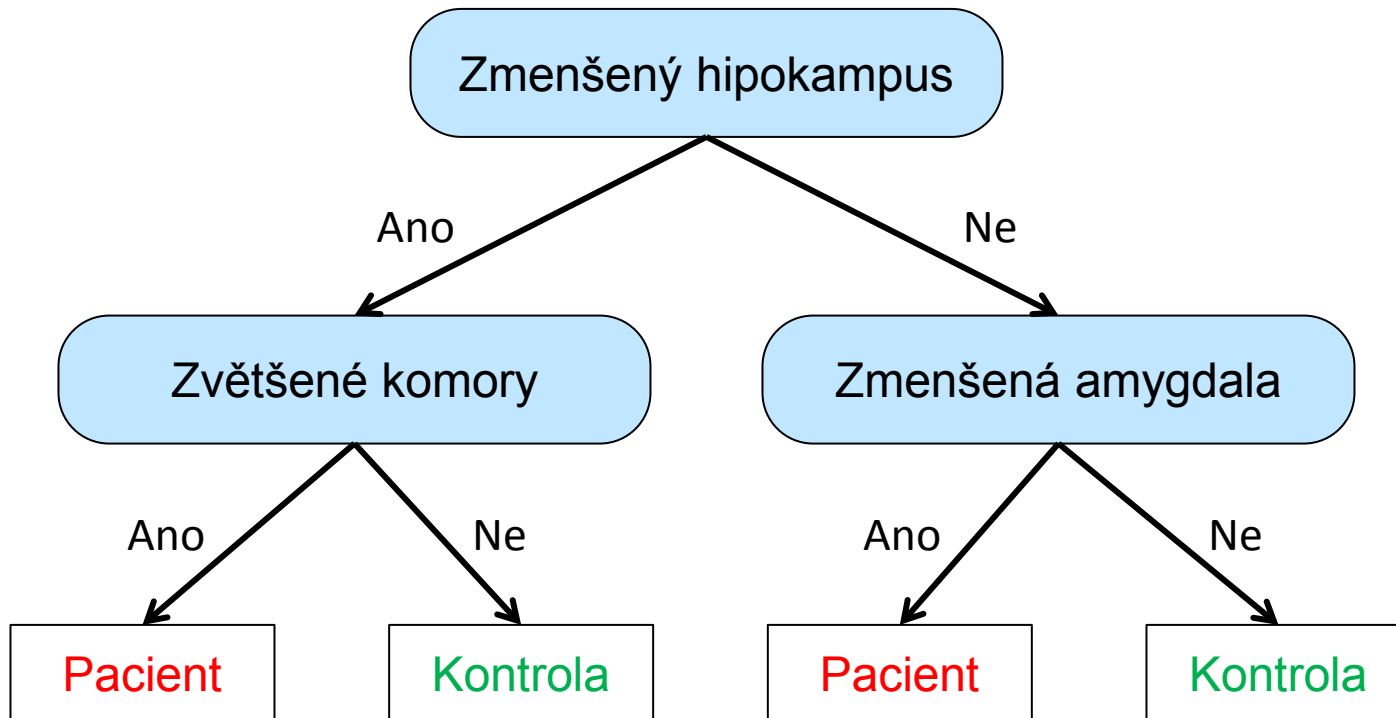 Zmenšený hipokampus
Ano
Ne
Zvětšené komory
Zmenšená amygdala
Ano
Ne
Ano
Ne
Pacient
Kontrola
Pacient
Kontrola